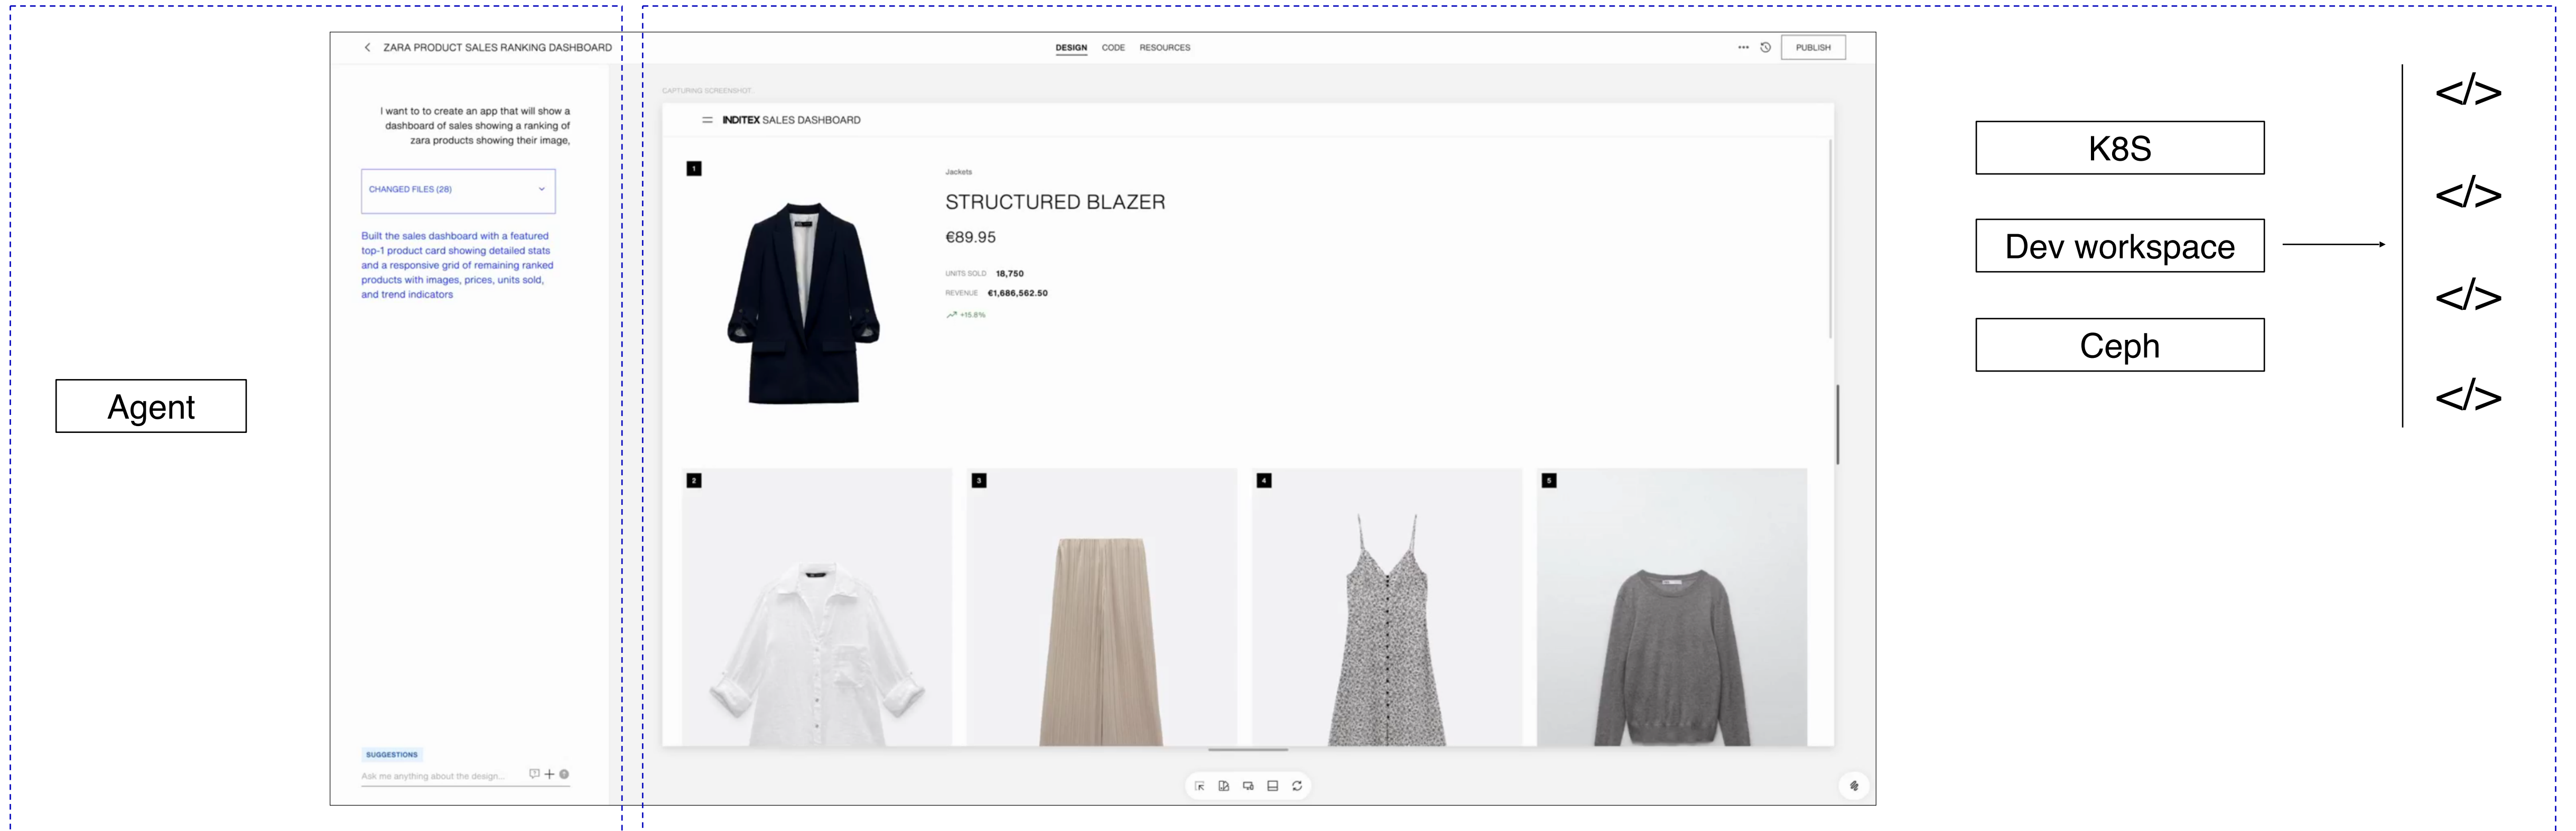 ZARA PRODUCT SALES RANKING DASHBOARD
DESIGN CODE RESOURCES
PUBLISH
I want to to create an app that will show a
dashboard of sales showing a ranking of
zara products showing their image,
CHANGED FILES (28)
Built the sales dashboard with a featured
top-1 product card showing detailed stats
and a responsive grid of remaining ranked
products with images, prices, units sold,
and trend indicators
SUGGESTIONS
Ask me anything about the design...
Agent
CAPTURING SCREENSHOT.
INDITEX SALES DASHBOARD
1
Jackets
STRUCTURED BLAZER
€89.95
UNITS SOLD 18,750
REVENUE €1,686,562.50
+15.8%
2
3
4
5
K8S
Dev workspace
Ceph
</>
</>
</>
</>